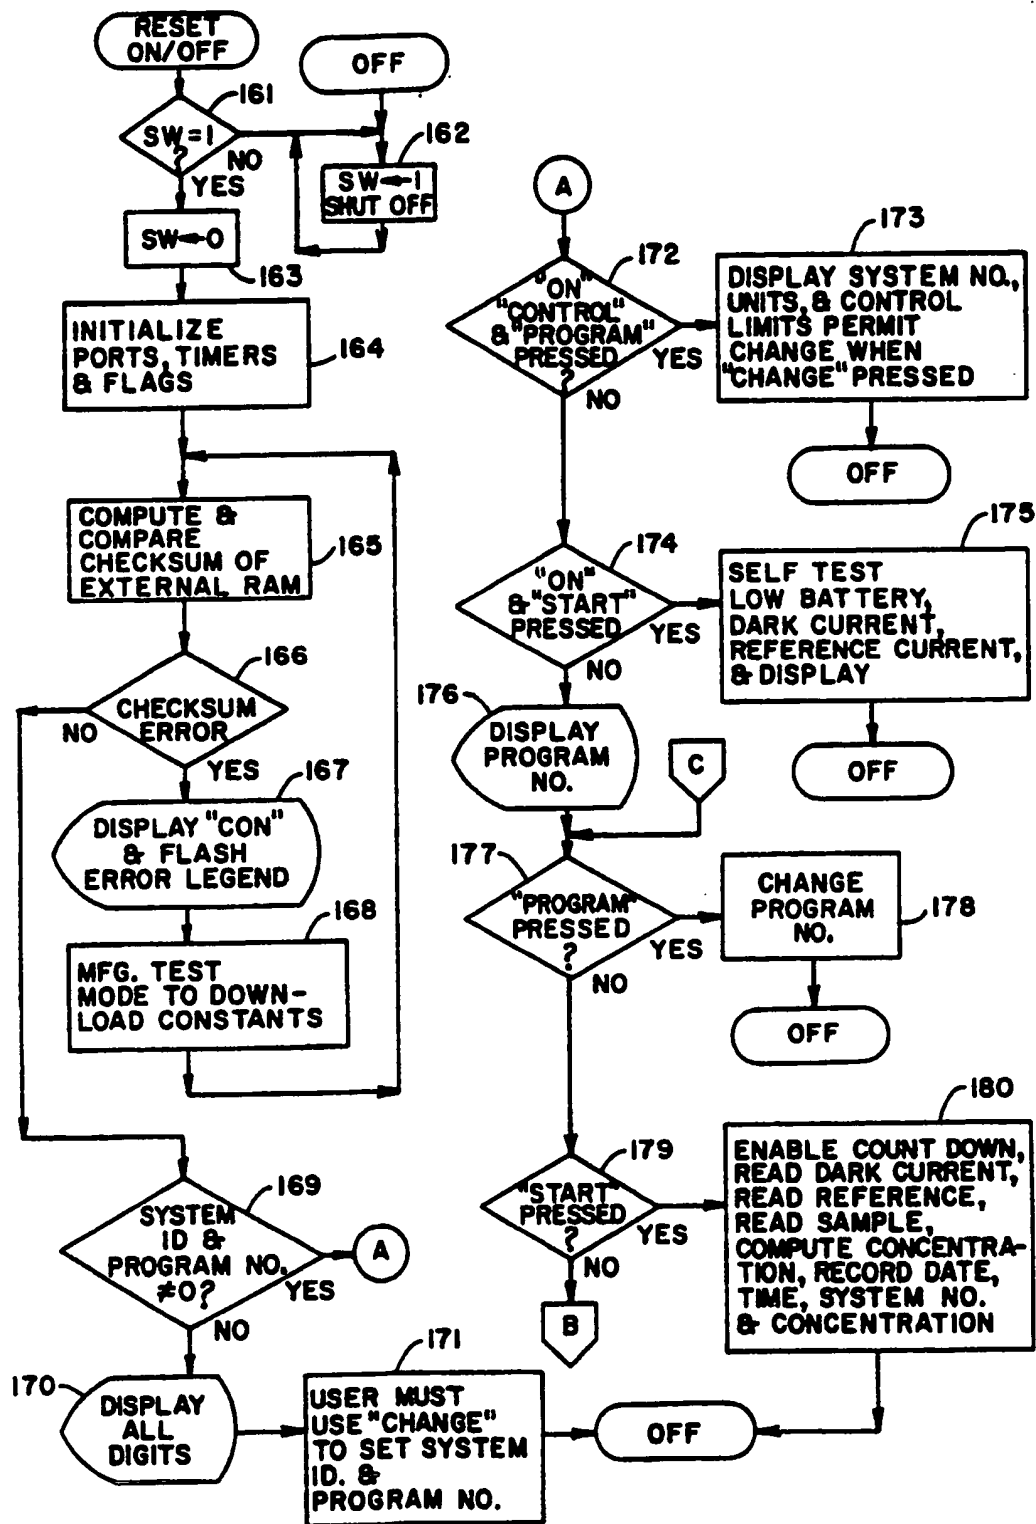 RESET
ON/OFF
161
SW=1
?
NO
YES
OFF
162
SW←1
SHUT OFF
SW←0
163
INITIALIZE
PORTS, TIMERS
& FLAGS
164
COMPUTE &
COMPARE
CHECKSUM OF
EXTERNAL RAM
165
166
CHECKSUM
ERROR
NO
YES
167
DISPLAY "CON"
& FLASH
ERROR LEGEND
168
MFG. TEST
MODE TO DOWN-
LOAD CONSTANTS
169
SYSTEM
ID &
PROGRAM NO.
≠0?
YES
A
NO
170
DISPLAY
ALL
DIGITS
171
USER MUST
USE "CHANGE"
TO SET SYSTEM
ID. &
PROGRAM NO.
OFF
A
172
"ON"
"CONTROL"
& "PROGRAM"
PRESSED
?
YES
NO
173
DISPLAY SYSTEM NO.,
UNITS, & CONTROL
LIMITS PERMIT
CHANGE WHEN
"CHANGE" PRESSED
OFF
174
"ON"
& "START"
PRESSED
YES
NO
175
SELF TEST
LOW BATTERY,
DARK CURRENT,
REFERENCE CURRENT,
& DISPLAY
OFF
176
DISPLAY
PROGRAM
NO.
C
177
"PROGRAM"
PRESSED
?
YES
NO
CHANGE
PROGRAM
NO.
178
OFF
179
"START"
PRESSED
?
YES
NO
B
180
ENABLE COUNT DOWN,
READ DARK CURRENT,
READ REFERENCE,
READ SAMPLE,
COMPUTE CONCENTRA-
TION, RECORD DATE,
TIME, SYSTEM NO.
& CONCENTRATION